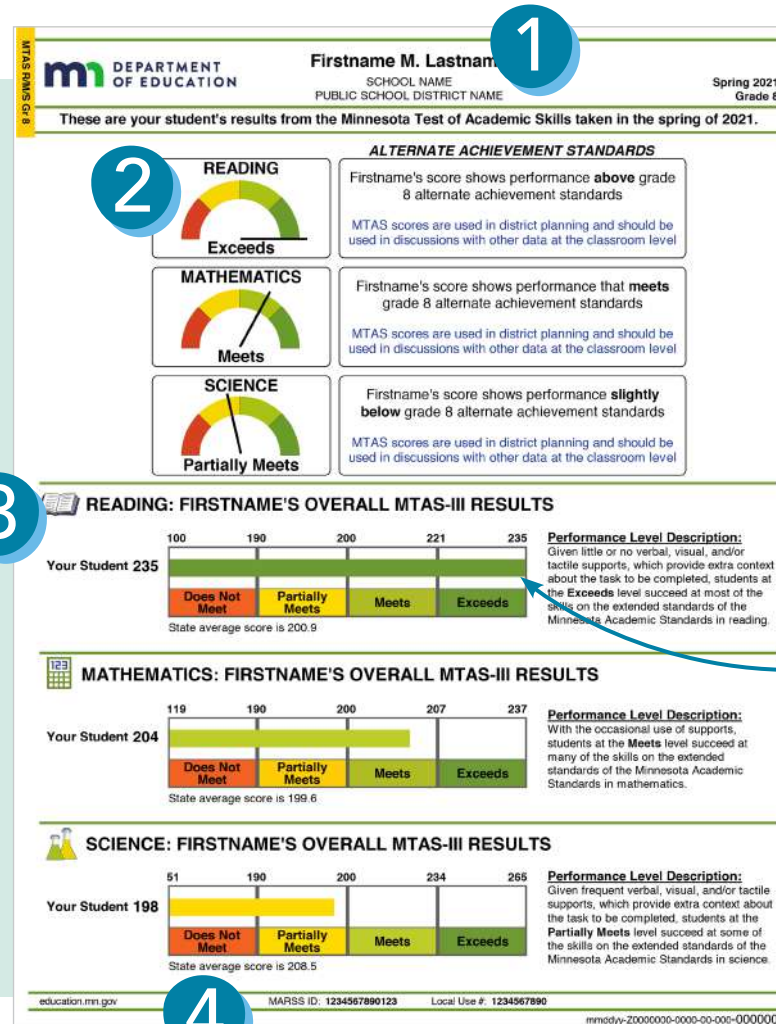 MTAS R/M/S Gr 8
mn DEPARTMENT
OF EDUCATION
Firstname M. Lastnam
SCHOOL NAME
PUBLIC SCHOOL DISTRICT NAME
Spring 2021
Grade 8
1
These are your student's results from the Minnesota Test of Academic Skills taken in the spring of 2021.
2
ALTERNATE ACHIEVEMENT STANDARDS
READING
Exceeds
Firstname's score shows performance above grade
8 alternate achievement standards
MTAS scores are used in district planning and should be
used in discussions with other data at the classroom level
MATHEMATICS
Meets
Firstname's score shows performance that meets
grade 8 alternate achievement standards
MTAS scores are used in district planning and should be
used in discussions with other data at the classroom level
SCIENCE
Partially Meets
Firstname's score shows performance slightly
below grade 8 alternate achievement standards
MTAS scores are used in district planning and should be
used in discussions with other data at the classroom level
3
READING: FIRSTNAME'S OVERALL MTAS-III RESULTS
100 190 200 221 235
Your Student 235
Does Not
Meet
Partially
Meets
Meets
Exceeds
State average score is 200.9
Performance Level Description:
Given little or no verbal, visual, and/or
tactile supports, which provide extra context
about the task to be completed, students at
the Exceeds level succeed at most of the
skills on the extended standards of the
Minnesota Academic Standards in reading.
123
MATHEMATICS: FIRSTNAME'S OVERALL MTAS-III RESULTS
119 190 200 207 237
Your Student 204
Does Not
Meet
Partially
Meets
Meets
Exceeds
State average score is 199.6
Performance Level Description:
With the occasional use of supports,
students at the Meets level succeed at
many of the skills on the extended
standards of the Minnesota Academic
Standards in mathematics.
SCIENCE: FIRSTNAME'S OVERALL MTAS-III RESULTS
51 190 200 234 265
Your Student 198
Does Not
Meet
Partially
Meets
Meets
Exceeds
State average score is 208.5
Performance Level Description:
Given frequent verbal, visual, and/or tactile
supports, which provide extra context about
the task to be completed, students at the
Partially Meets level succeed at some of
the skills on the extended standards of the
Minnesota Academic Standards in science.
education.mn.gov
4
MARSS ID: 1234567890123
Local Use #: 1234567890
mmddyy-Z0000000-0000-00-000-000000